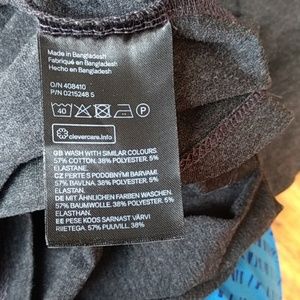 Made in Bangladesh
Fabriqué en Bangladesh
Hecho en Bangladesh
O/N 408410
P/N 0215248 S
40
P
clevercare.info
GB WASH WITH SIMILAR COLOURS.
57% COTTON. 38% POLYESTER. 5%
ELASTANE.
CZ PERTE S PODOBNÝMI BARVAMI.
57% BAVLNA. 38% POLYESTER. 5%
ELASTAN.
DE MIT ÄHNLICHEN FARBEN WASCHEN.
57% BAUMWOLLE. 38% POLYESTER. 5%
ELASTHAN.
EE PESE KOOS SARNAST VÄRVI
RIIETEGA. 57% PUUVILL. 38%